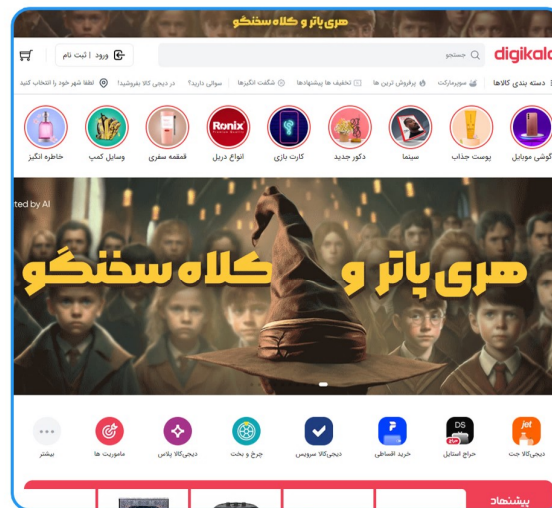 هری پاتر و کلاه سخنگو
digikala
جستجو
ورود | ثبت نام
دسته بندی کالاها
سوپرمارکت
پرفروش ترین ها
تخفیف ها پیشنهادها
شگفت انگیزها
سوالی دارید؟
در دیجی کالا بفروشید!
لطفا شهر خود را انتخاب کنید
Ronix
گوشی موبایل
پوست جذاب
سینما
دکور جدید
کارت بازی
انواع دریل
قمقمه سفری
وسایل کمپ
خاطره انگیز
ted by AI
هری پاتر و کلاه سخنگو
jet
DS
حراج
دیجی‌کالا جت
حراج استایل
خرید اقساطی
دیجی‌کالا سرویس
چرخ و بخت
دیجی‌کالا پلاس
ماموریت ها
بیشتر
پیشنهاد